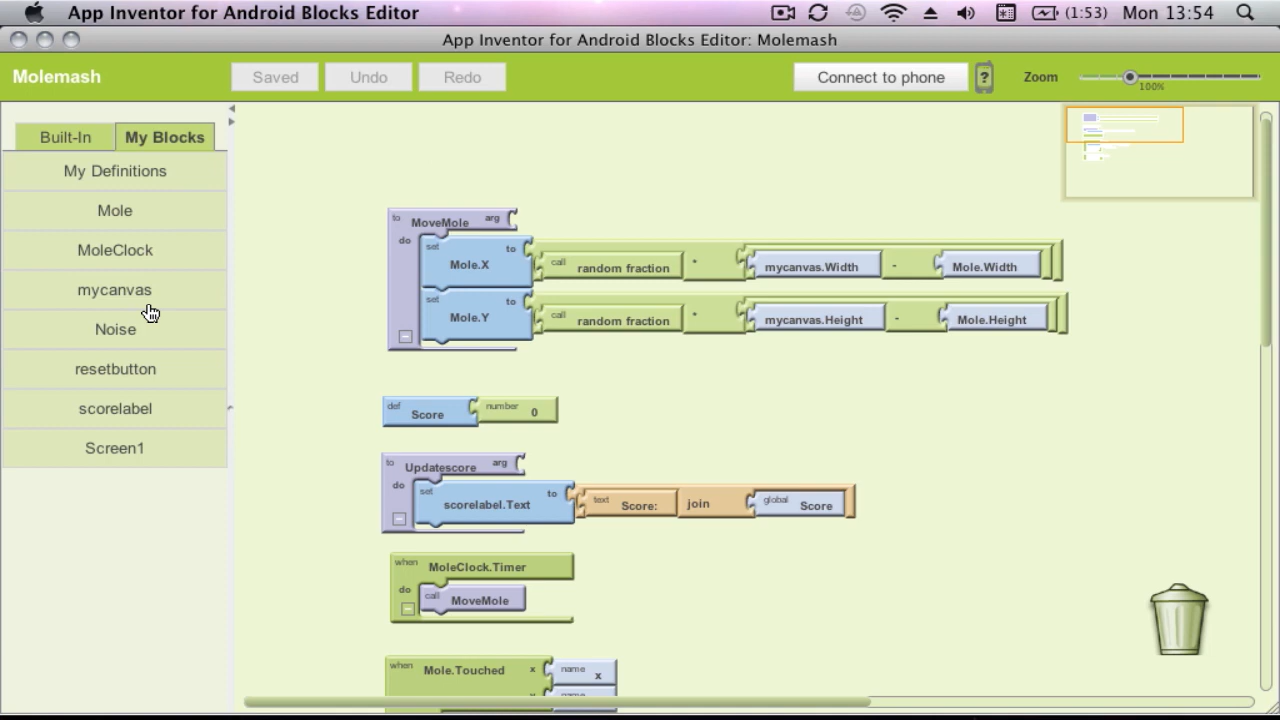 App Inventor for Android Blocks Editor (1:53) Mon 13:54
App Inventor for Android Blocks Editor: Molemash
Molemash Saved Undo Redo Connect to phone ? Zoom 100%
Built-In My Blocks
My Definitions
Mole
MoleClock
mycanvas
Noise
resetbutton
scorelabel
Screen1
to MoveMole arg
do set Mole.X to call random fraction * mycanvas.Width - Mole.Width
set Mole.Y to call random fraction * mycanvas.Height - Mole.Height
def Score number 0
to Updatescore arg
do set scorelabel.Text to text Score: join global Score
when MoleClock.Timer
do call MoveMole
when Mole.Touched x name x